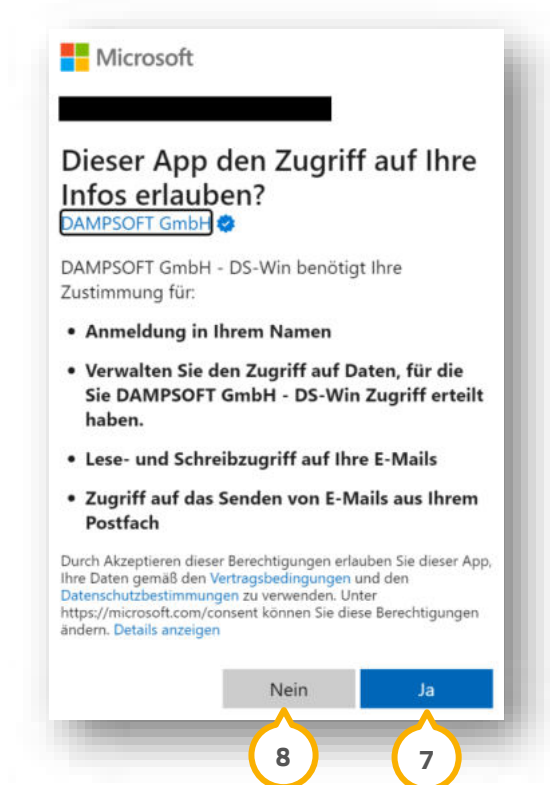 Microsoft
Dieser App den Zugriff auf Ihre
Infos erlauben?
DAMPSOFT GmbH
DAMPSOFT GmbH - DS-Win benötigt Ihre
Zustimmung für:
• Anmeldung in Ihrem Namen
• Verwalten Sie den Zugriff auf Daten, für die
Sie DAMPSOFT GmbH - DS-Win Zugriff erteilt
haben.
• Lese- und Schreibzugriff auf Ihre E-Mails
• Zugriff auf das Senden von E-Mails aus Ihrem
Postfach
Durch Akzeptieren dieser Berechtigungen erlauben Sie dieser App,
Ihre Daten gemäß den Vertragsbedingungen und den
Datenschutzbestimmungen zu verwenden. Unter
https://microsoft.com/consent können Sie diese Berechtigungen
ändern. Details anzeigen
Nein Ja
8 7